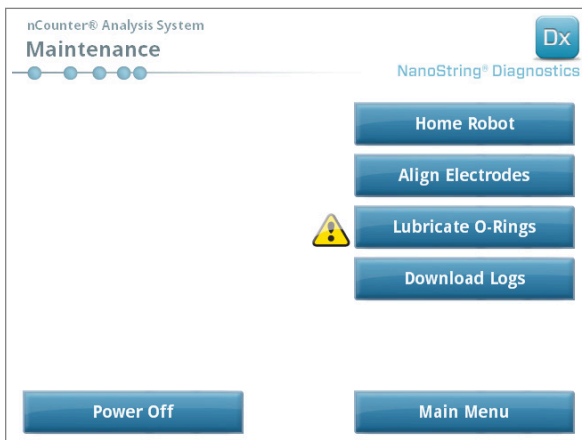 nCounter® Analysis System
Maintenance
Dx
NanoString® Diagnostics
Home Robot
Align Electrodes
Lubricate O-Rings
Download Logs
Power Off
Main Menu